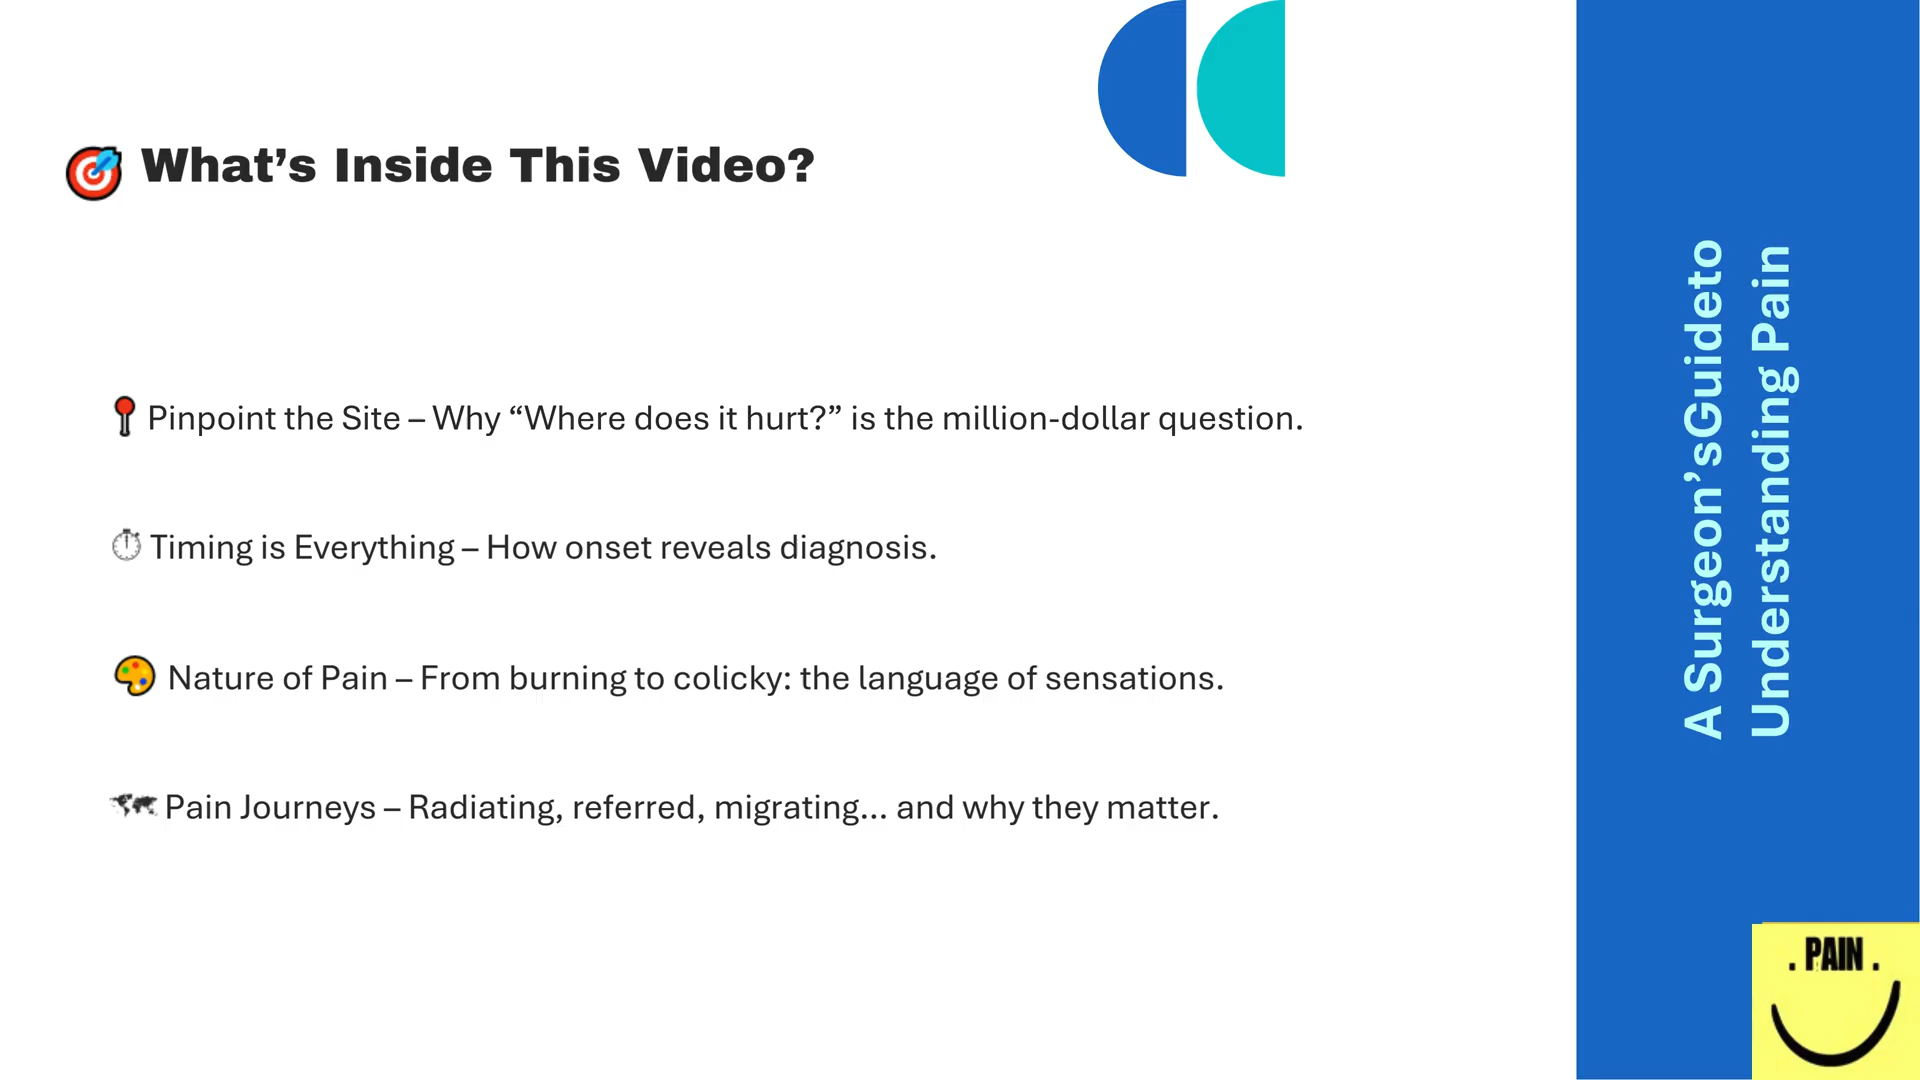 What’s Inside This Video?
Pinpoint the Site – Why “Where does it hurt?” is the million-dollar question.
Timing is Everything – How onset reveals diagnosis.
Nature of Pain – From burning to colicky: the language of sensations.
Pain Journeys – Radiating, referred, migrating... and why they matter.
A Surgeon’sGuideto
Understanding Pain
. PAIN .